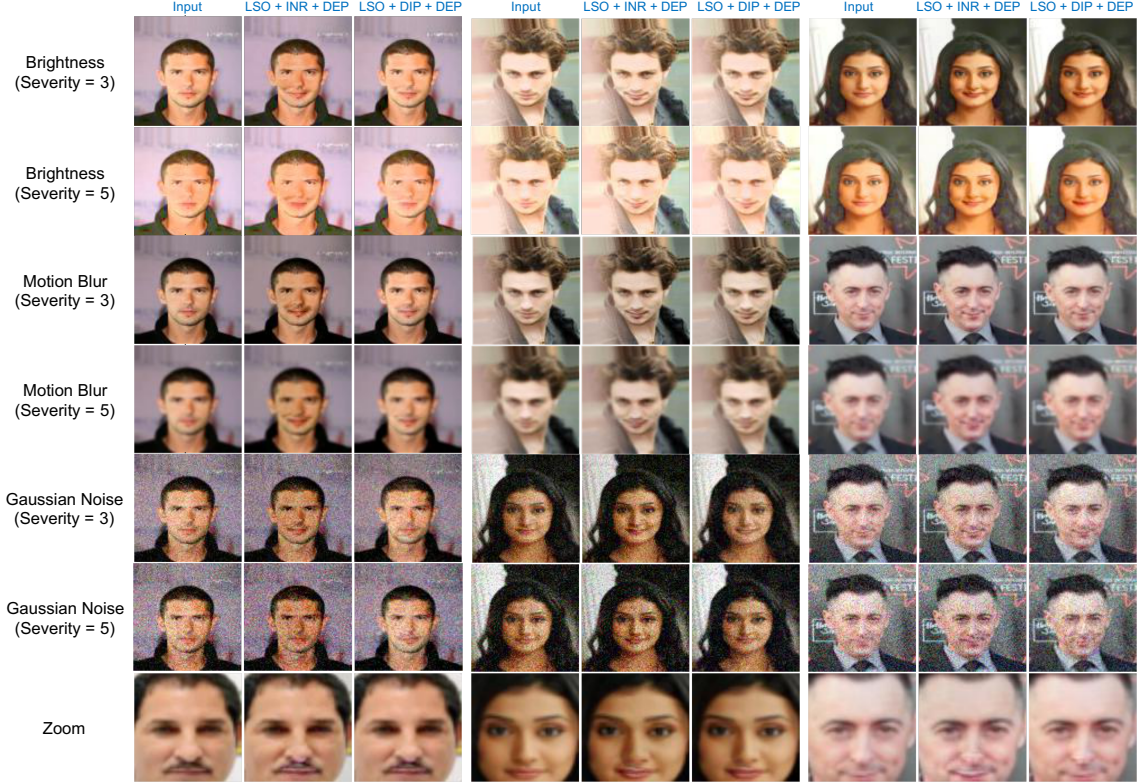 Input LSO + INR + DEP LSO + DIP + DEP Input LSO + INR + DEP LSO + DIP + DEP Input LSO + INR + DEP LSO + DIP + DEP
Brightness
(Severity = 3)
Brightness
(Severity = 5)
Motion Blur
(Severity = 3)
FESTI
Motion Blur
(Severity = 5)
Gaussian Noise
(Severity = 3)
Gaussian Noise
(Severity = 5)
Zoom